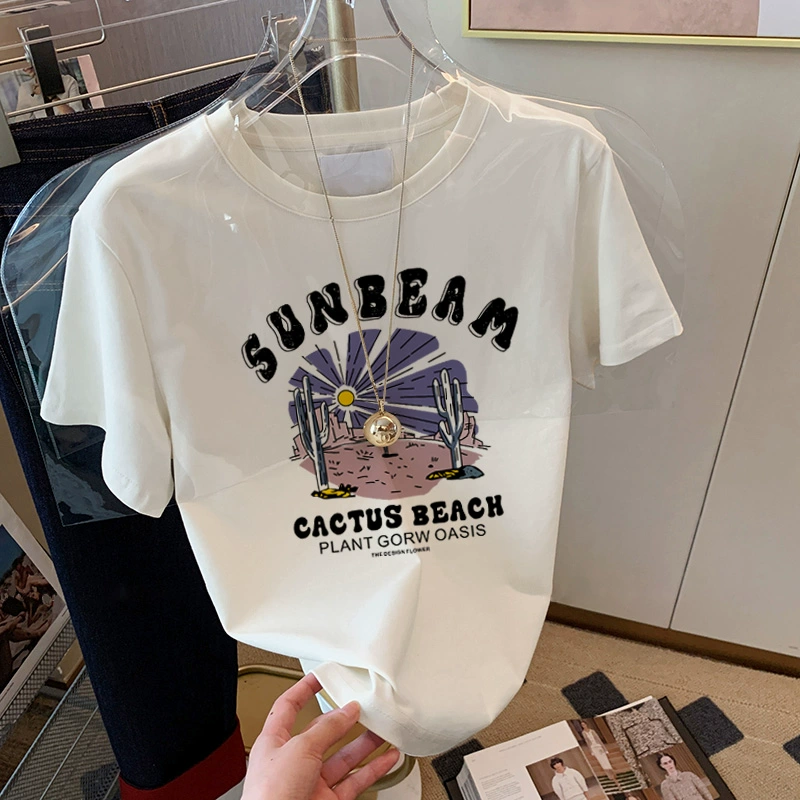 SUNBEAM
CACTUS BEACH
PLANT GORW OASIS
THE DESIGN FLOWER